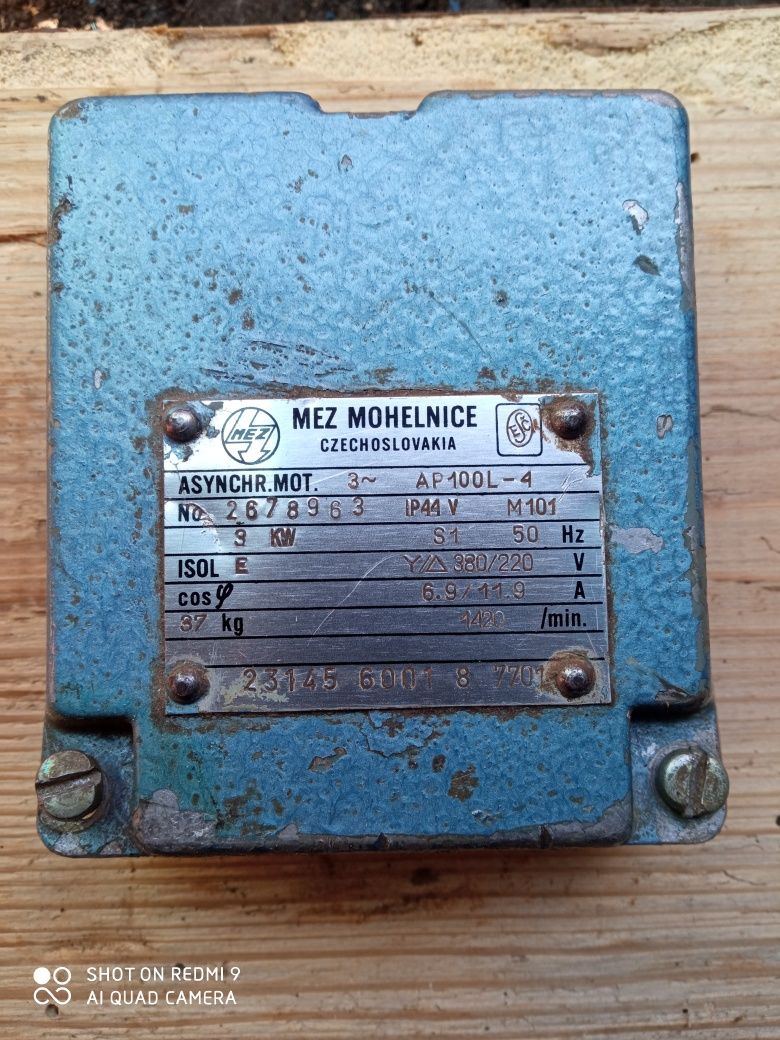 MEZ
MEZ MOHELNICE
CZECHOSLOVAKIA
ESČ
ASYNCHR.MOT. 3~ AP100L-4
No 2678963 IP44 V M101
3 KW S1 50 Hz
ISOL E Y/△ 380/220 V
cosφ 6.9/11.9 A
37 kg 1420 /min.
23145 6001 8 7701
SHOT ON REDMI 9
AI QUAD CAMERA